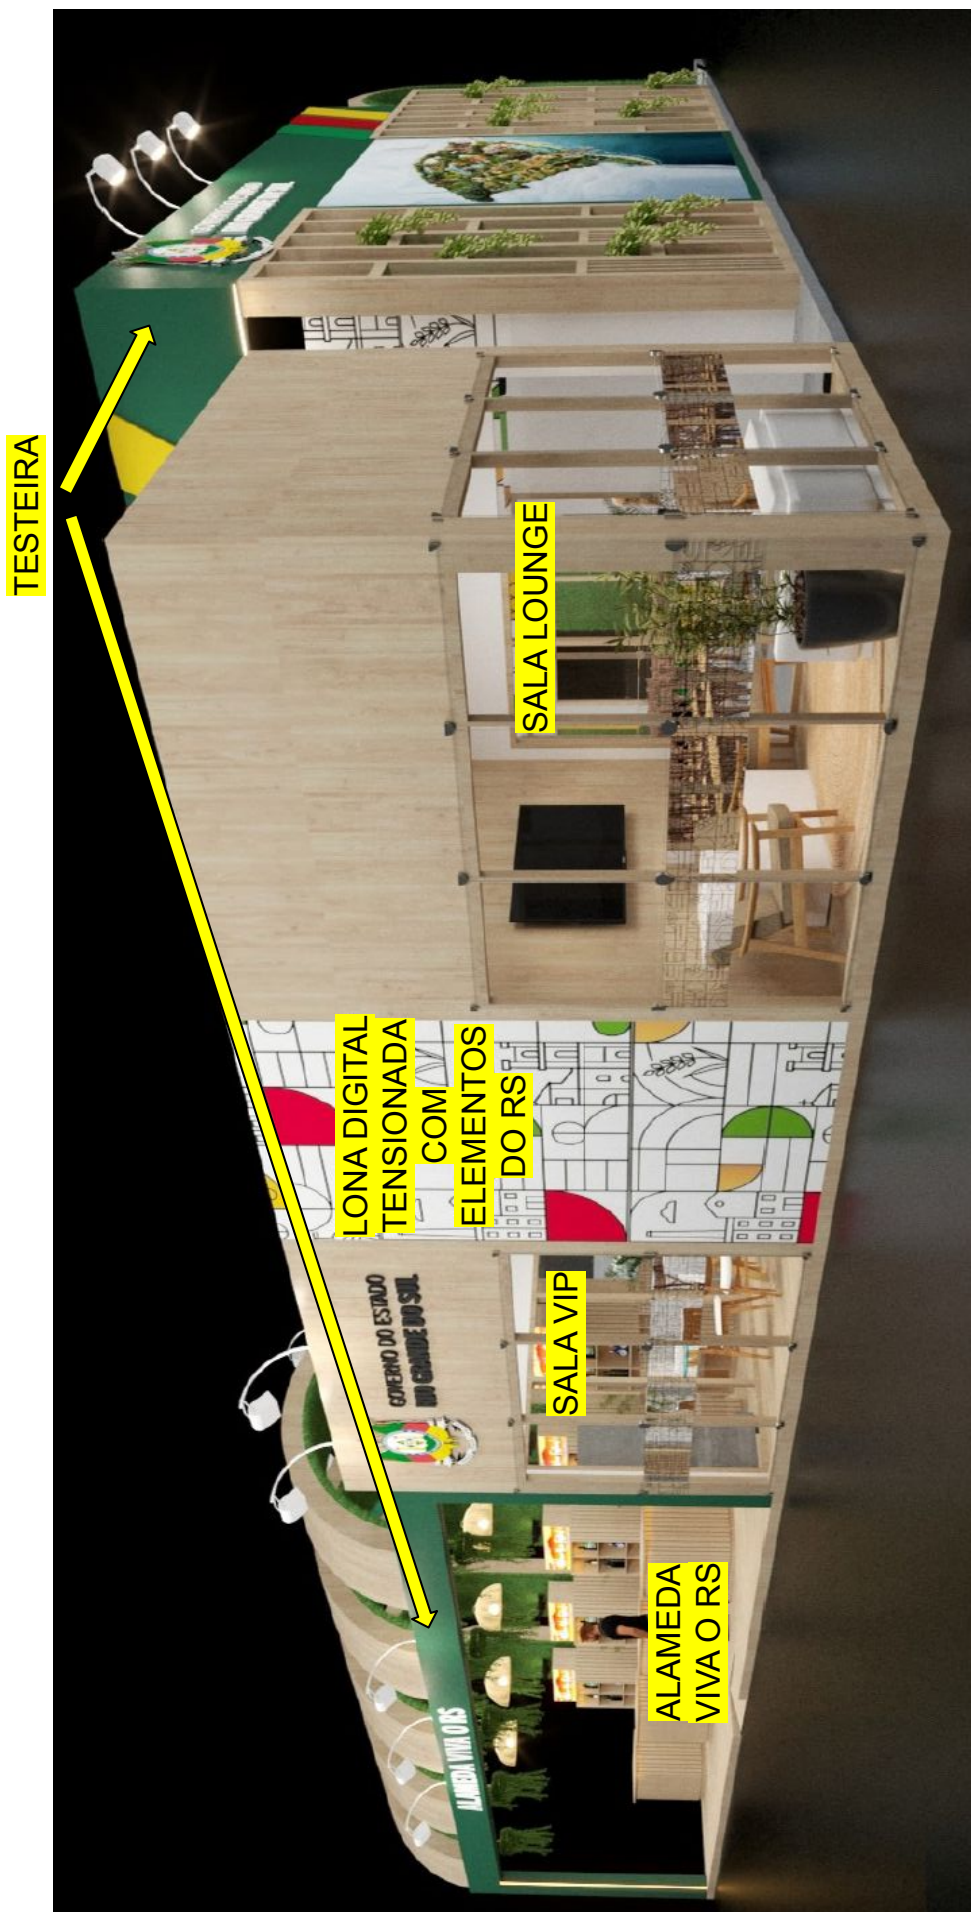 TESTEIRA
SALA LOUNGE
LONA DIGITAL
TENSIONADA
COM
ELEMENTOS
DO RS
GOVERNO DO ESTADO
RIO GRANDE DO SUL
SALA VIP
ALAMEDA
VIVA O RS
ALAMEDA VIVA O RS